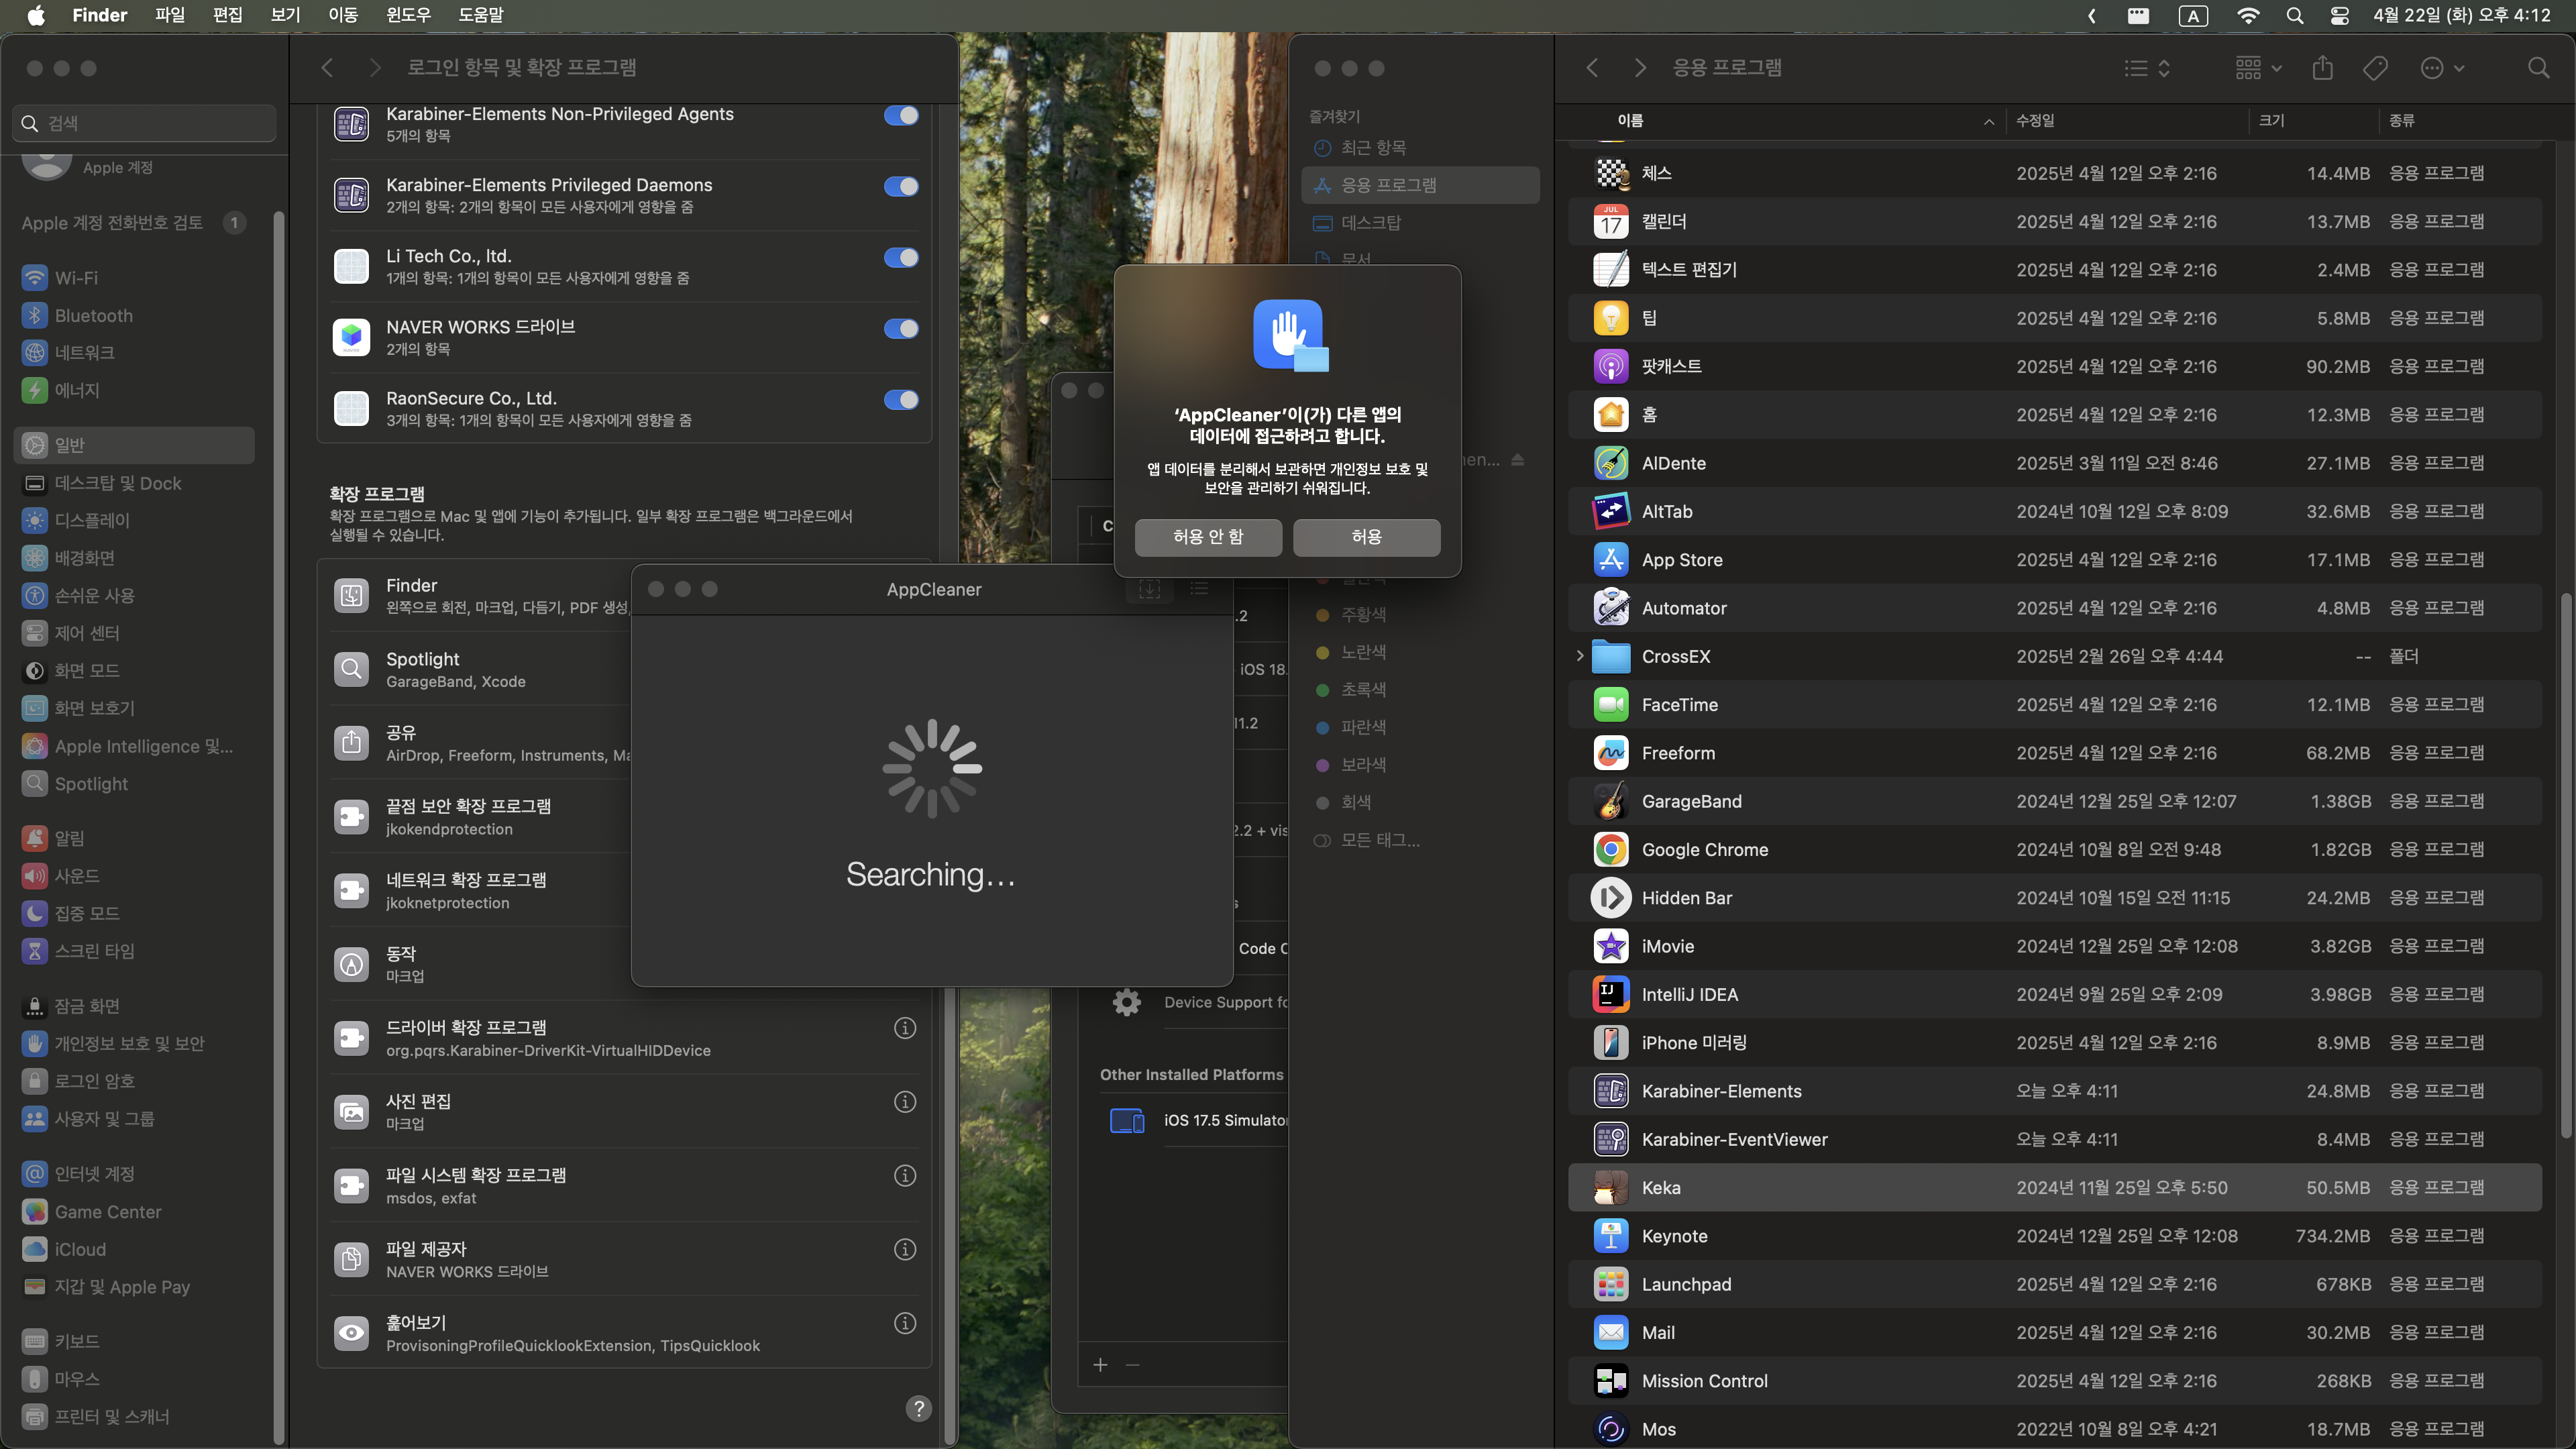 Finder 파일 편집 보기 이동 윈도우 도움말
A 4월 22일 (화) 오후 4:12
검색
Apple 계정
Apple 계정 전화번호 검토 1
Wi-Fi
Bluetooth
네트워크
에너지
일반
데스크탑 및 Dock
디스플레이
배경화면
손쉬운 사용
제어 센터
화면 모드
화면 보호기
Apple Intelligence 및...
Spotlight
알림
사운드
집중 모드
스크린 타임
잠금 화면
개인정보 보호 및 보안
로그인 암호
사용자 및 그룹
인터넷 계정
Game Center
iCloud
지갑 및 Apple Pay
키보드
마우스
프린터 및 스캐너
로그인 항목 및 확장 프로그램
Karabiner-Elements Non-Privileged Agents
5개의 항목
Karabiner-Elements Privileged Daemons
2개의 항목: 2개의 항목이 모든 사용자에게 영향을 줌
Li Tech Co., ltd.
1개의 항목: 1개의 항목이 모든 사용자에게 영향을 줌
NAVER WORKS 드라이브
2개의 항목
RaonSecure Co., Ltd.
3개의 항목: 1개의 항목이 모든 사용자에게 영향을 줌
확장 프로그램
확장 프로그램으로 Mac 및 앱에 기능이 추가됩니다. 일부 확장 프로그램은 백그라운드에서
실행될 수 있습니다.
Finder
왼쪽으로 회전, 마크업, 다듬기, PDF 생성,
Spotlight
GarageBand, Xcode
공유
AirDrop, Freeform, Instruments, Ma
끝점 보안 확장 프로그램
jkokendprotection
네트워크 확장 프로그램
jkoknetprotection
동작
마크업
드라이버 확장 프로그램
org.pqrs.Karabiner-DriverKit-VirtualHIDDevice
사진 편집
마크업
파일 시스템 확장 프로그램
msdos, exfat
파일 제공자
NAVER WORKS 드라이브
훑어보기
ProvisoningProfileQuicklookExtension, TipsQuicklook
?
AppCleaner
Searching...
‘AppCleaner’이(가) 다른 앱의
데이터에 접근하려고 합니다.
앱 데이터를 분리해서 보관하면 개인정보 보호 및
보안을 관리하기 쉬워집니다.
허용 안 함 허용
C
.2
iOS 18.
11.2
2.2 + vis
s
Code C
Device Support fo
Other Installed Platforms
iOS 17.5 Simulator
즐겨찾기
최근 항목
응용 프로그램
데스크탑
문서
nen...
빨간색
주황색
노란색
초록색
파란색
보라색
회색
모든 태그...
응용 프로그램
이름 수정일 크기 종류
체스 2025년 4월 12일 오후 2:16 14.4MB 응용 프로그램
JUL
17
캘린더 2025년 4월 12일 오후 2:16 13.7MB 응용 프로그램
텍스트 편집기 2025년 4월 12일 오후 2:16 2.4MB 응용 프로그램
팁 2025년 4월 12일 오후 2:16 5.8MB 응용 프로그램
팟캐스트 2025년 4월 12일 오후 2:16 90.2MB 응용 프로그램
홈 2025년 4월 12일 오후 2:16 12.3MB 응용 프로그램
AlDente 2025년 3월 11일 오전 8:46 27.1MB 응용 프로그램
AltTab 2024년 10월 12일 오후 8:09 32.6MB 응용 프로그램
App Store 2025년 4월 12일 오후 2:16 17.1MB 응용 프로그램
Automator 2025년 4월 12일 오후 2:16 4.8MB 응용 프로그램
CrossEX 2025년 2월 26일 오후 4:44 -- 폴더
FaceTime 2025년 4월 12일 오후 2:16 12.1MB 응용 프로그램
Freeform 2025년 4월 12일 오후 2:16 68.2MB 응용 프로그램
GarageBand 2024년 12월 25일 오후 12:07 1.38GB 응용 프로그램
Google Chrome 2024년 10월 8일 오전 9:48 1.82GB 응용 프로그램
Hidden Bar 2024년 10월 15일 오전 11:15 24.2MB 응용 프로그램
iMovie 2024년 12월 25일 오후 12:08 3.82GB 응용 프로그램
IJ IntelliJ IDEA 2024년 9월 25일 오후 2:09 3.98GB 응용 프로그램
iPhone 미러링 2025년 4월 12일 오후 2:16 8.9MB 응용 프로그램
Karabiner-Elements 오늘 오후 4:11 24.8MB 응용 프로그램
Karabiner-EventViewer 오늘 오후 4:11 8.4MB 응용 프로그램
Keka 2024년 11월 25일 오후 5:50 50.5MB 응용 프로그램
Keynote 2024년 12월 25일 오후 12:08 734.2MB 응용 프로그램
Launchpad 2025년 4월 12일 오후 2:16 678KB 응용 프로그램
Mail 2025년 4월 12일 오후 2:16 30.2MB 응용 프로그램
Mission Control 2025년 4월 12일 오후 2:16 268KB 응용 프로그램
Mos 2022년 10월 8일 오후 4:21 18.7MB 응용 프로그램